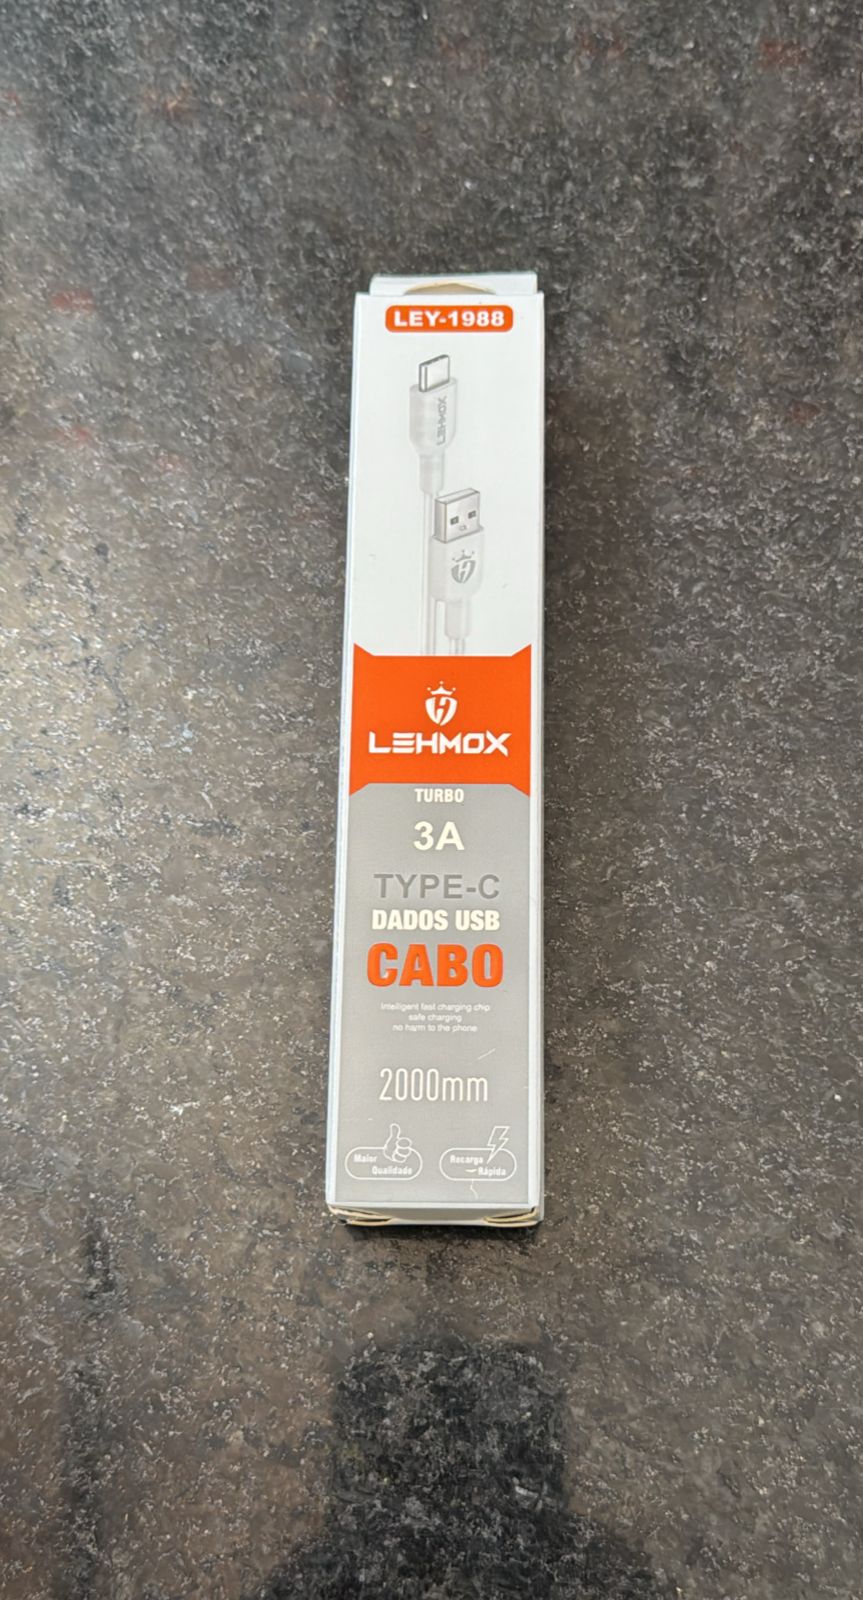 LEY-1988
LEHMOX
LEHMOX
TURBO
3A
TYPE-C
DADOS USB
CABO
Intelligent fast charging chip
safe charging
no harm to the phone
2000mm
Maior
Qualidade
Recarga
Rápida